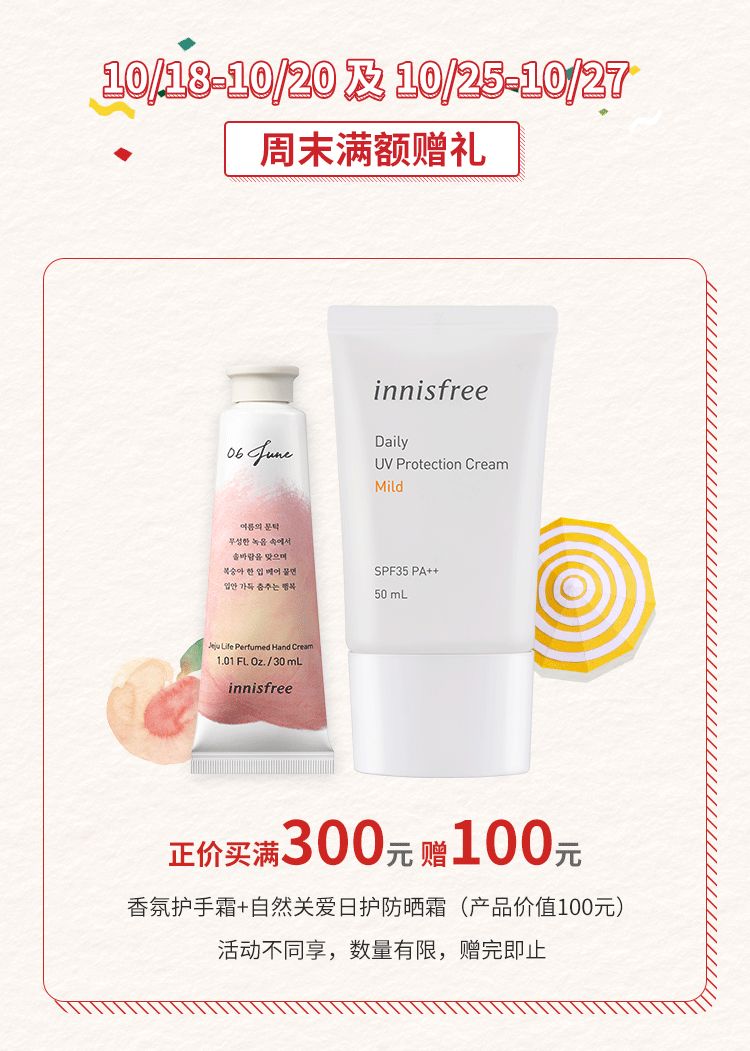 10/18-10/20 及 10/25-10/27
周末满额赠礼
06 June
여름의 문턱
무성한 녹음 속에서
솔바람을 맞으며
복숭아 한 입 베어 물면
입안 가득 춤추는 행복
Jeju Life Perfumed Hand Cream
1.01 FL. Oz. / 30 mL
innisfree
innisfree
Daily
UV Protection Cream
Mild
SPF35 PA++
50 mL
正价买满300元 赠100元
香氛护手霜+自然关爱日护防晒霜（产品价值100元）
活动不同享，数量有限，赠完即止